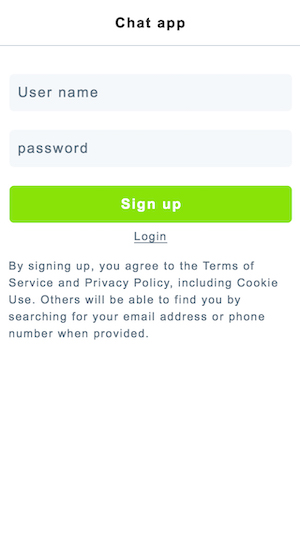 Chat app
User name
password
Sign up
Login
By signing up, you agree to the Terms of
Service and Privacy Policy, including Cookie
Use. Others will be able to find you by
searching for your email address or phone
number when provided.